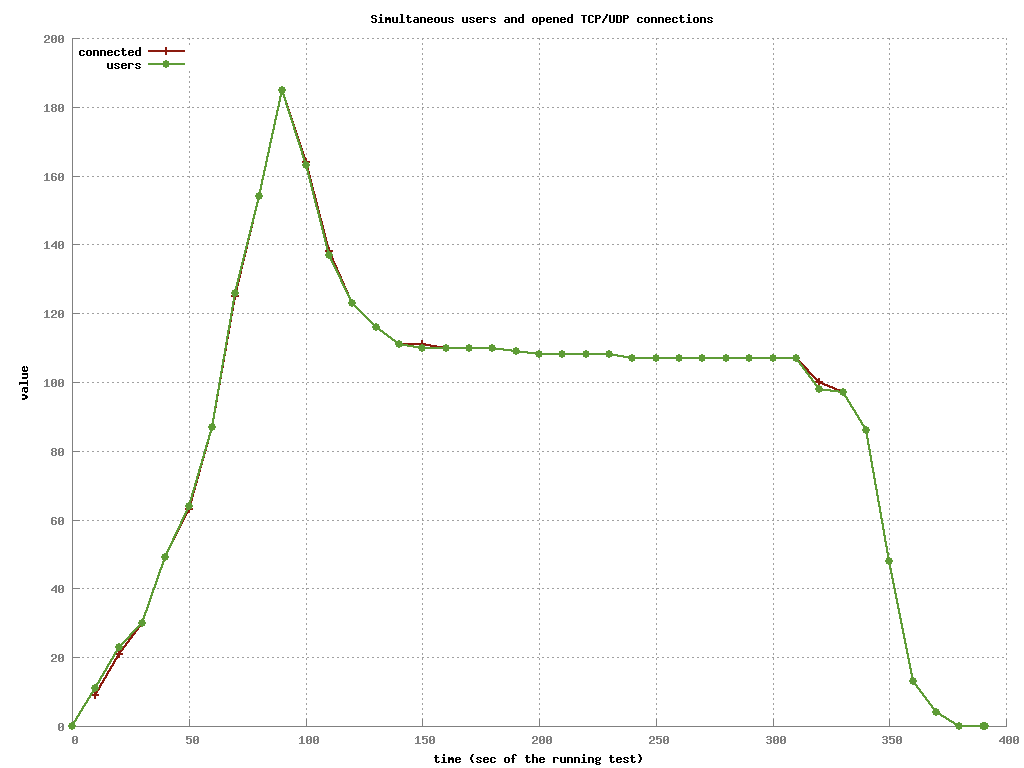 Simultaneous users and opened TCP/UDP connections
200
connected
users
180
160
140
120
100
value
80
60
40
20
0
0 50 100 150 200 250 300 350 400
time (sec of the running test)